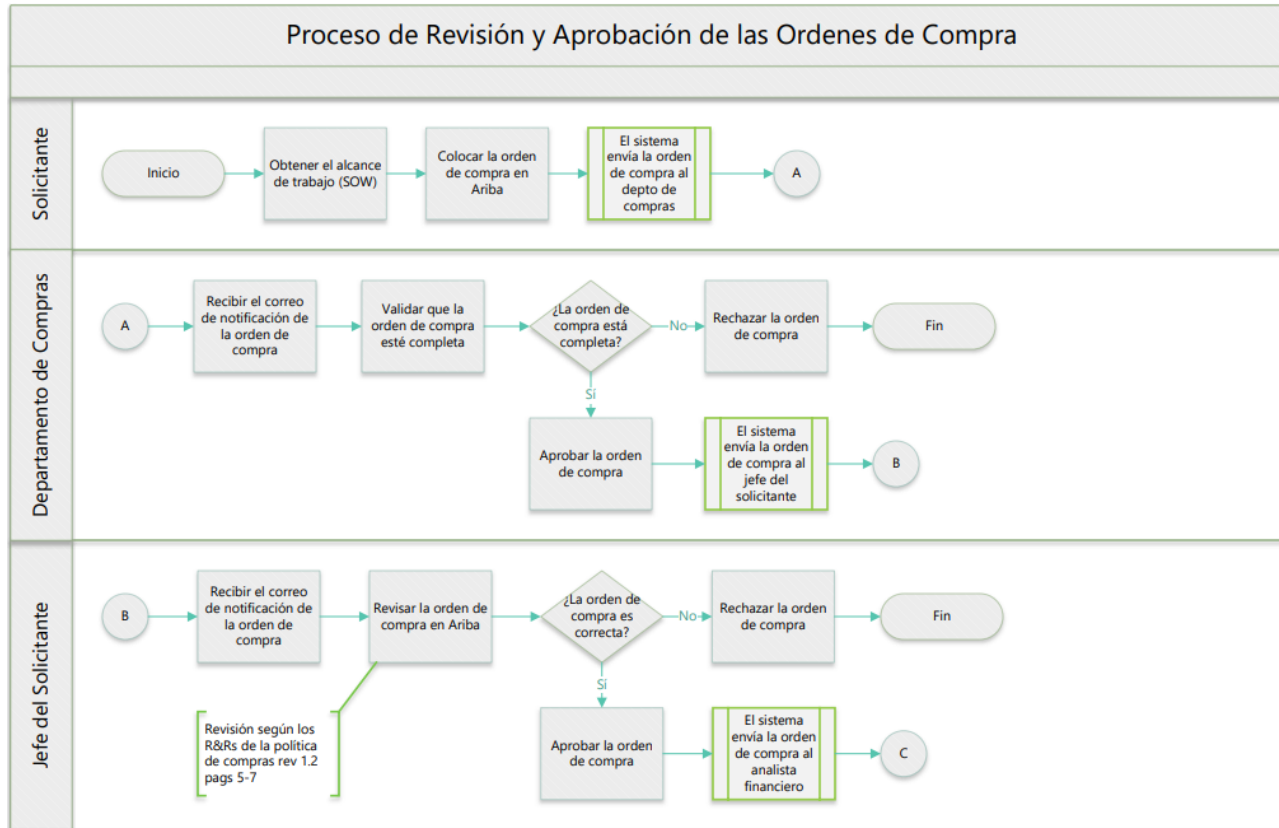 Proceso de Revisión y Aprobación de las Ordenes de Compra
Solicitante
Inicio
Obtener el alcance
de trabajo (SOW)
Colocar la orden
de compra en
Ariba
El sistema
envía la orden
de compra al
depto de
compras
A
Departamento de Compras
A
Recibir el correo
de notificación de
la orden de
compra
Validar que la
orden de compra
esté completa
¿La orden de
compra está
completa?
No
Rechazar la orden
de compra
Fin
Sí
Aprobar la orden
de compra
El sistema
envía la orden
de compra al
jefe del
solicitante
B
Jefe del Solicitante
B
Recibir el correo
de notificación de
la orden de
compra
Revisar la orden de
compra en Ariba
¿La orden de
compra es
correcta?
No
Rechazar la orden
de compra
Fin
Sí
Revisión según los
R&Rs de la política
de compras rev 1.2
pags 5-7
Aprobar la orden
de compra
El sistema
envía la orden
de compra al
analista
financiero
C